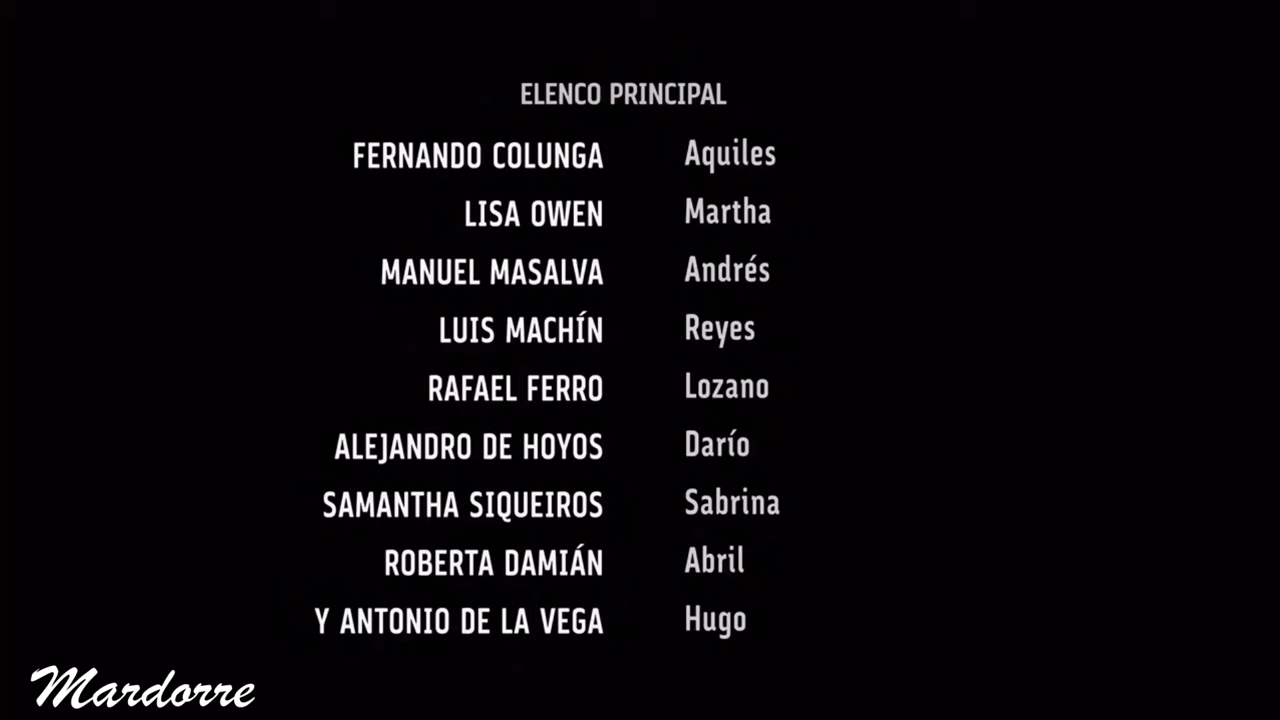 ELENCO PRINCIPAL
FERNANDO COLUNGA Aquiles
LISA OWEN Martha
MANUEL MASALVA Andrés
LUIS MACHÍN Reyes
RAFAEL FERRO Lozano
ALEJANDRO DE HOYOS Darío
SAMANTHA SIQUEIROS Sabrina
ROBERTA DAMIÁN Abril
Y ANTONIO DE LA VEGA Hugo
Mardorre